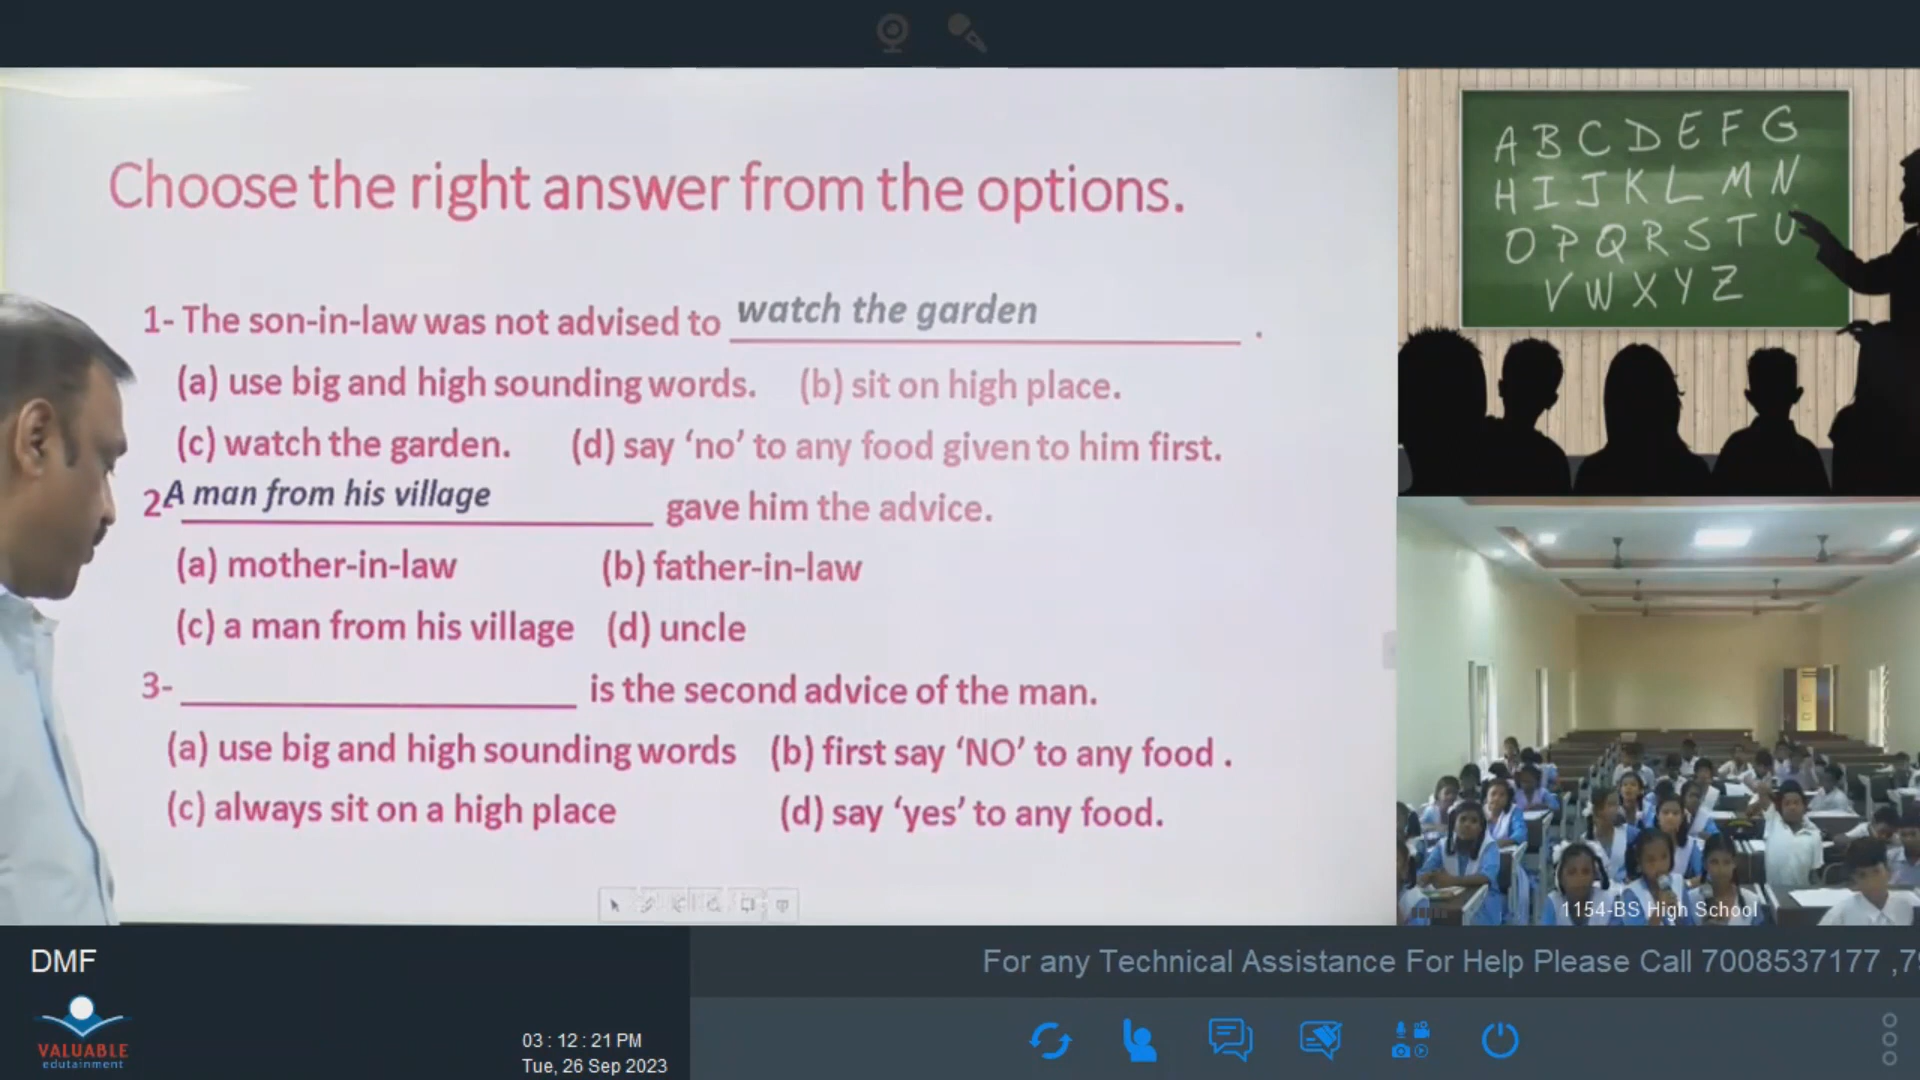 Choose the right answer from the options.
1- The son-in-law was not advised to watch the garden .
(a) use big and high sounding words. (b) sit on high place.
(c) watch the garden. (d) say ‘no’ to any food given to him first.
2 A man from his village gave him the advice.
(a) mother-in-law (b) father-in-law
(c) a man from his village (d) uncle
3- is the second advice of the man.
(a) use big and high sounding words (b) first say ‘NO’ to any food .
(c) always sit on a high place (d) say ‘yes’ to any food.
A B C D E F G
H I J K L M N
O P Q R S T U
V W X Y Z
1154-BS High School
DMF
For any Technical Assistance For Help Please Call 7008537177 ,79
VALUABLE
edutainment
03 : 12 : 21 PM
Tue, 26 Sep 2023